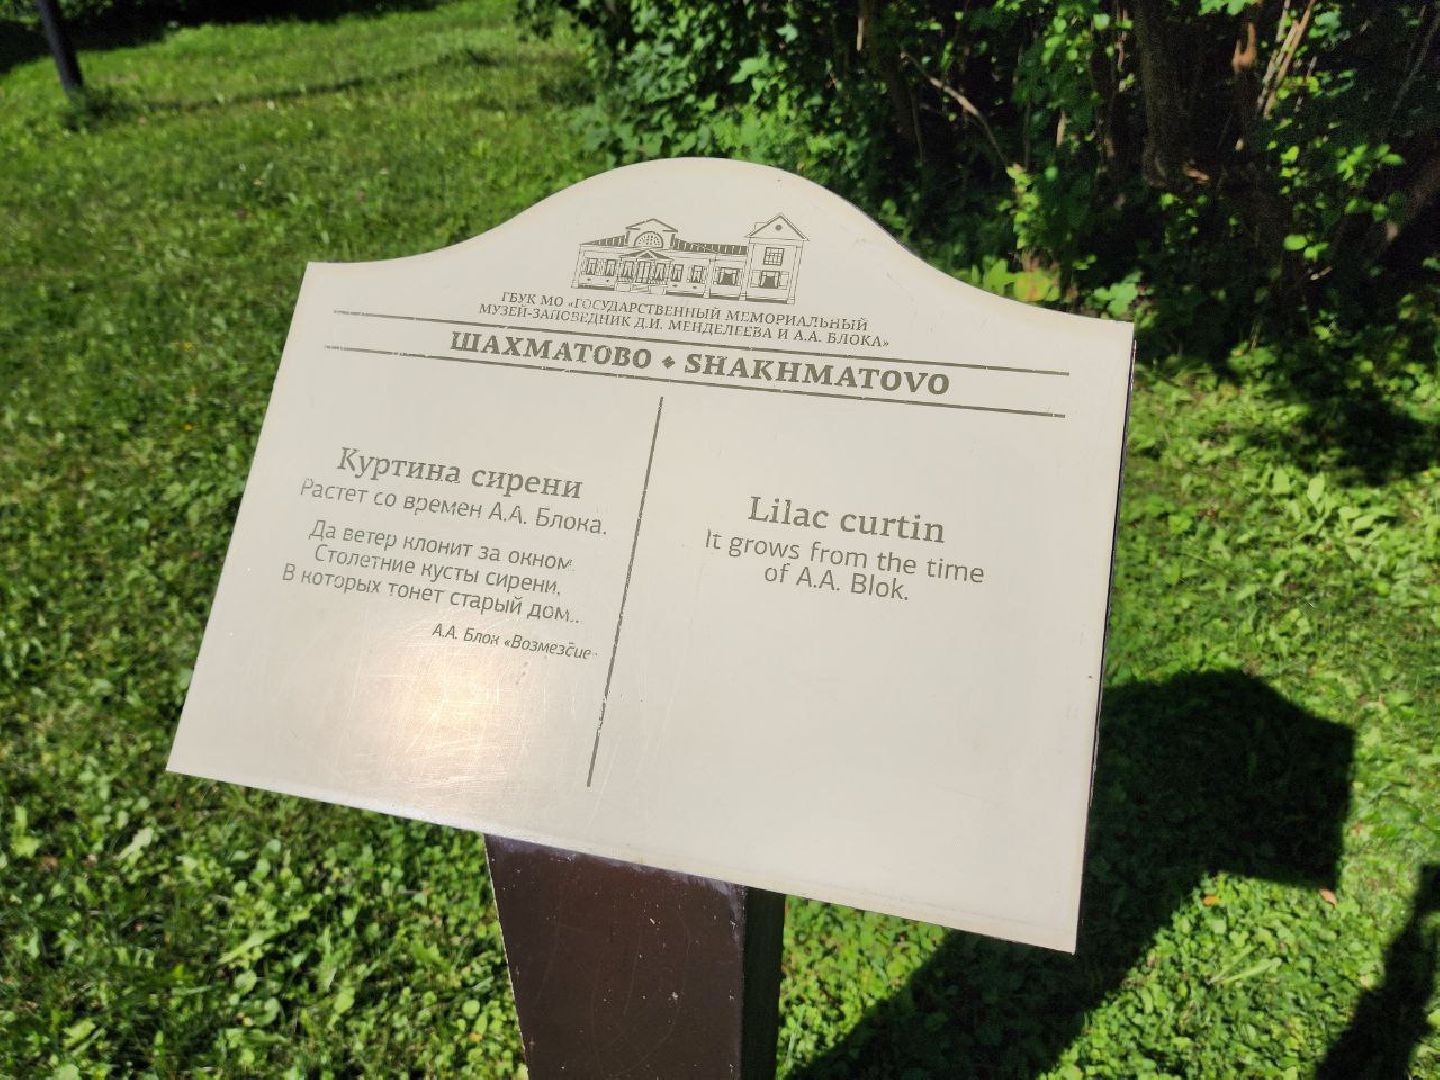 ГБУК МО «ГОСУДАРСТВЕННЫЙ МЕМОРИАЛЬНЫЙ
МУЗЕЙ-ЗАПОВЕДНИК Д.И. МЕНДЕЛЕЕВА И А.А. БЛОКА»
ШАХМАТОВО ❖ SHAKHMATOVO
Куртина сирени
Растет со времен А.А. Блока.
Да ветер клонит за окном
Столетние кусты сирени,
В которых тонет старый дом...
А.А. Блок «Возмездие»
Lilac curtin
It grows from the time
of A.A. Blok.